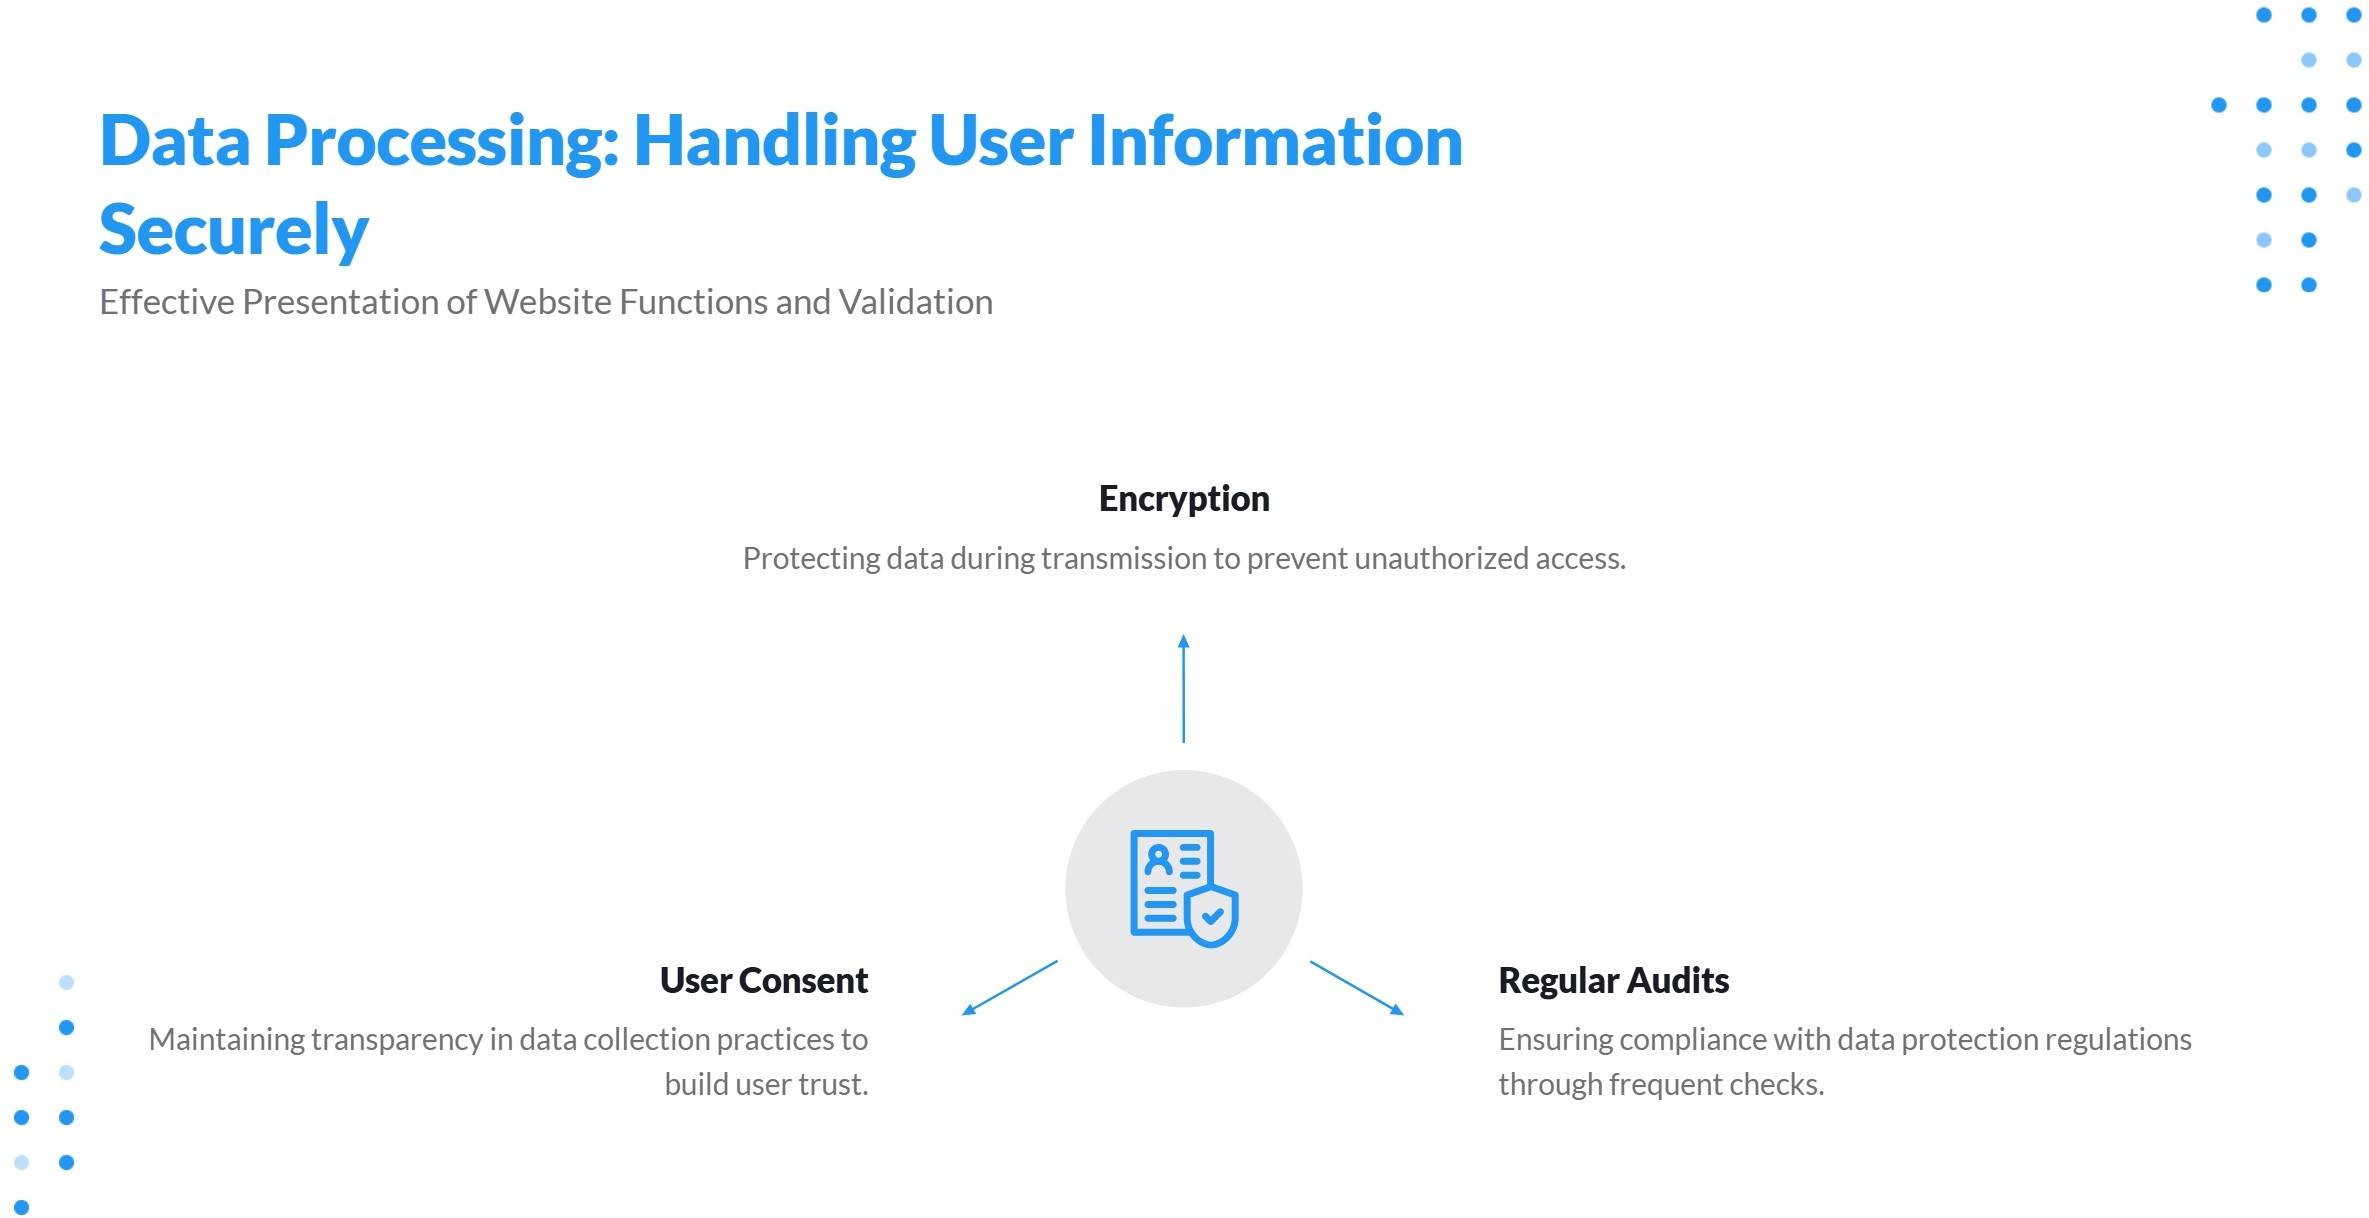 Data Processing: Handling User Information
Securely
Effective Presentation of Website Functions and Validation
Encryption
Protecting data during transmission to prevent unauthorized access.
User Consent
Maintaining transparency in data collection practices to
build user trust.
Regular Audits
Ensuring compliance with data protection regulations
through frequent checks.